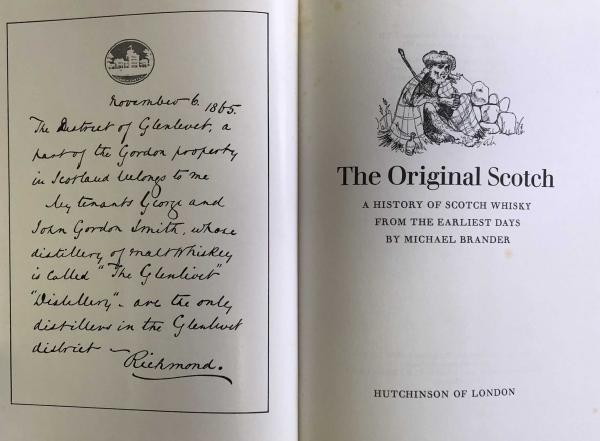 November 6. 1865.
The District of Glenlivet, a
part of the Gordon property
in Scotland belongs to me
My tenants George and
John Gordon Smith, whose
distillery of malt Whiskey
is called "The Glenlivet"
"Distillery" - are the only
distillers in the Glenlivet
district —
Richmond.
The Original Scotch
A HISTORY OF SCOTCH WHISKY
FROM THE EARLIEST DAYS
BY MICHAEL BRANDER
HUTCHINSON OF LONDON